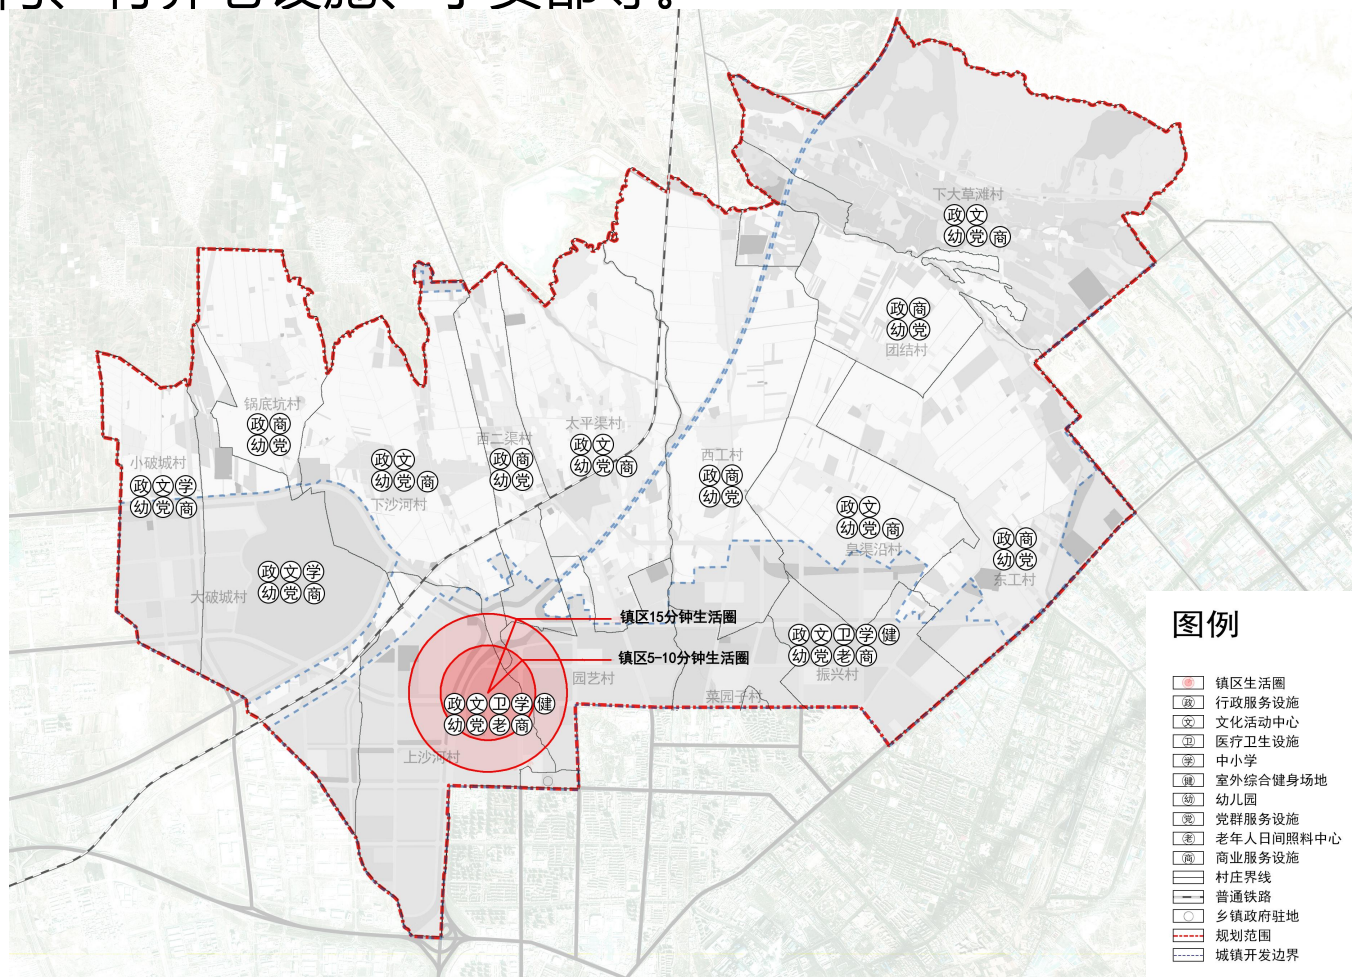 下大草滩村
政文
幼党商
政商
幼党
团结村
锅底坑村
政商
幼党
太平渠村
政文
幼党商
西二渠村
政商
幼党
政文
幼党商
下沙河村
西工村
政商
幼党
小破城村
政文学
幼党商
政文
幼党商
皇渠沿村
政商
幼党
东工村
大破城村
政文学
幼党商
镇区15分钟生活圈
镇区5-10分钟生活圈
政文卫学健
幼党老商
振兴村
园艺村
菜园子村
政文卫学健
幼党老商
上沙河村
图例
镇区生活圈
政 行政服务设施
文 文化活动中心
卫 医疗卫生设施
学 中小学
健 室外综合健身场地
幼 幼儿园
党 党群服务设施
老 老年人日间照料中心
商 商业服务设施
村庄界线
普通铁路
乡镇政府驻地
规划范围
城镇开发边界